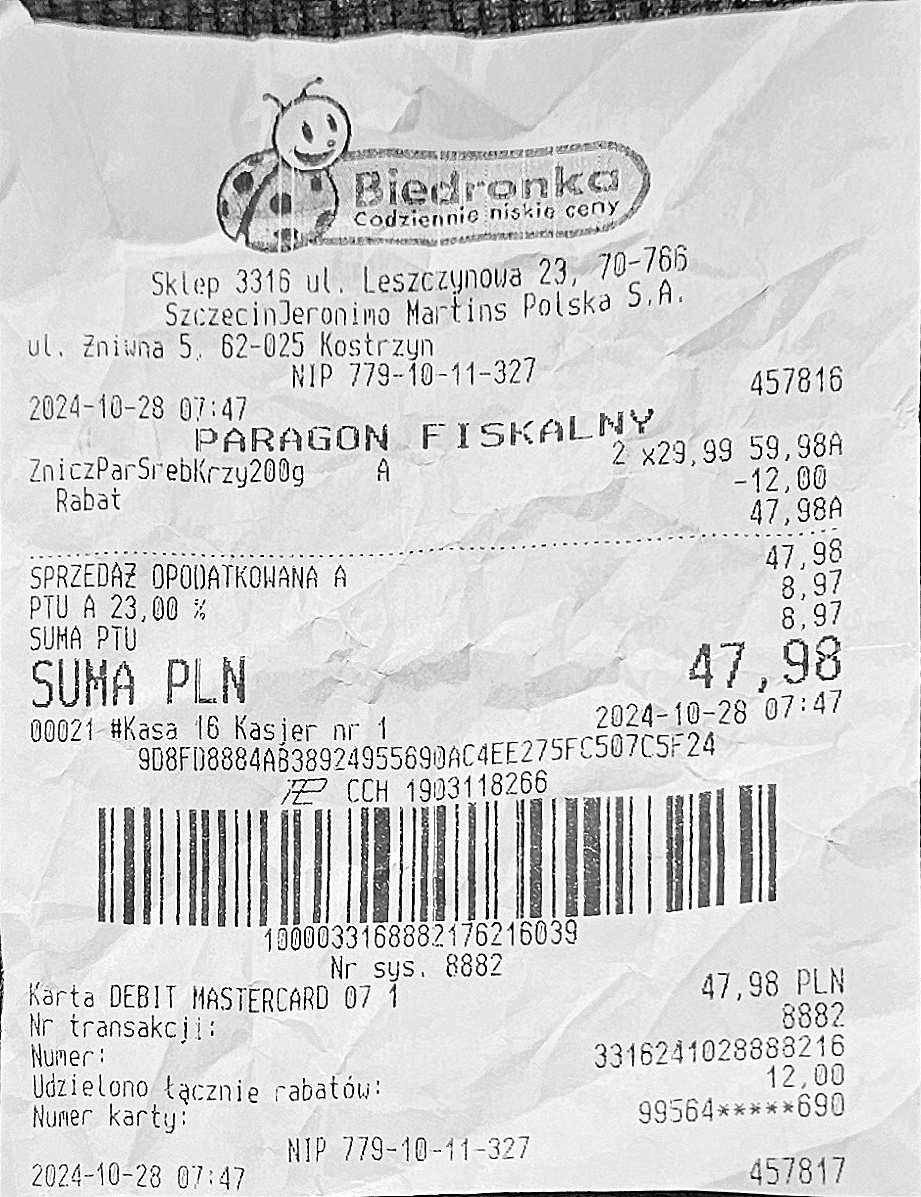 Biedronka
Codziennie niskie ceny
Sklep 3316 ul. Leszczynowa 23, 70-766
SzczecinJeronimo Martins Polska S.A.
ul. Żniwna 5, 62-025 Kostrzyn
NIP 779-10-11-327
2024-10-28 07:47 457816
PARAGON FISKALNY
ZniczParSrebKrzy200g A 2 x29,99 59,98A
Rabat -12,00
47,98A
SPRZEDAŻ OPODATKOWANA A 47,98
PTU A 23,00 % 8,97
SUMA PTU 8,97
SUMA PLN 47,98
00021 #Kasa 16 Kasjer nr 1 2024-10-28 07:47
9D8FD8884AB38924955690AC4EE275FC507C5F24
CCH 1903118266
1000033168882176216039
Nr sys. 8882
Karta DEBIT MASTERCARD 07 1 47,98 PLN
Nr transakcji: 8882
Numer: 3316241028888216
Udzielono łącznie rabatów: 12,00
Numer karty: 99564*****690
NIP 779-10-11-327
2024-10-28 07:47 457817